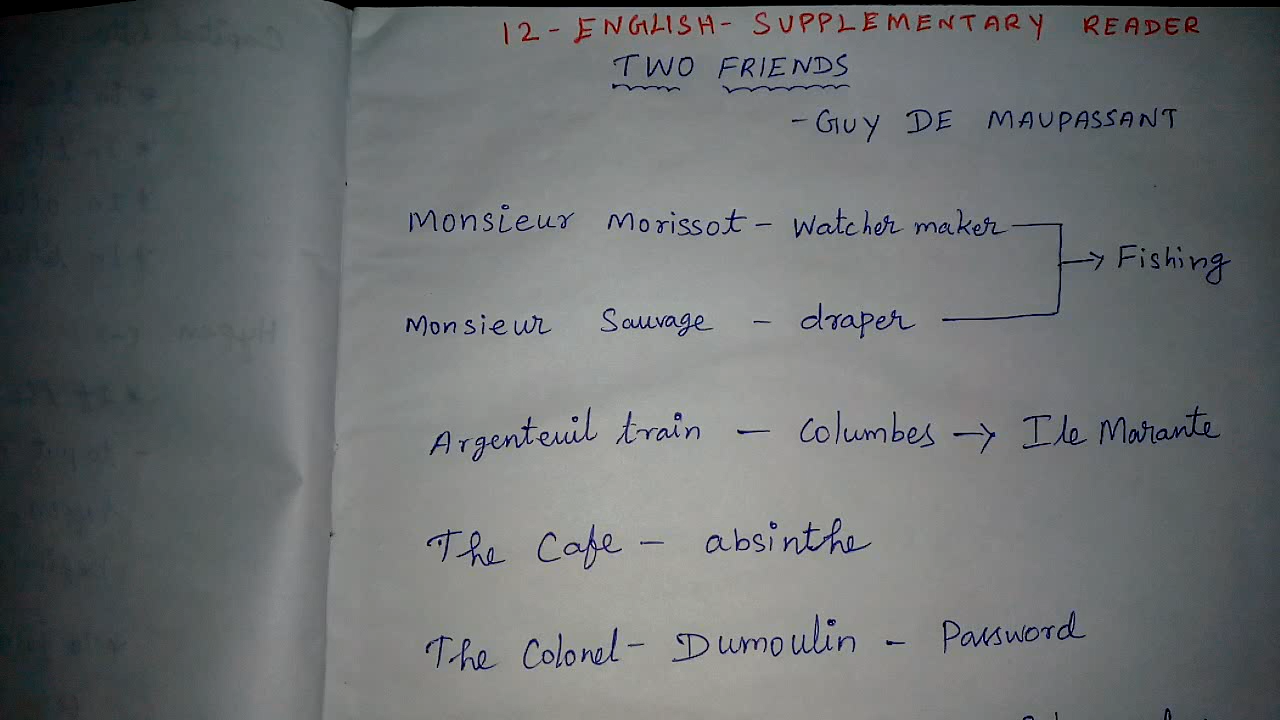 12 - ENGLISH - SUPPLEMENTARY READER
TWO FRIENDS
- GUY DE MAUPASSANT
Monsieur Morissot - Watcher maker
→ Fishing
Monsieur Sauvage - draper
Argenteuil train - Columbes → Ile Marante
The Cafe - absinthe
The Colonel - Dumoulin - Password